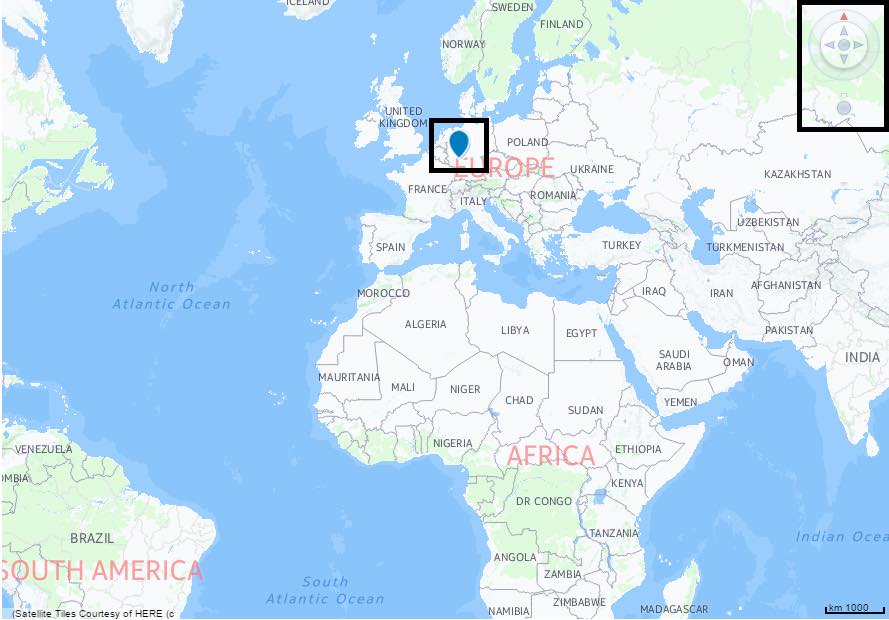 ICELAND
SWEDEN
FINLAND
NORWAY
UNITED
KINGDOM
POLAND
EUROPE
UKRAINE
KAZAKHSTAN
FRANCE
ITALY
ROMANIA
UZBEKISTAN
SPAIN
TURKEY
TURKMENISTAN
North
Atlantic Ocean
MOROCCO
IRAQ
IRAN
AFGHANISTAN
ALGERIA
LIBYA
EGYPT
PAKISTAN
SAUDI
ARABIA
OMAN
INDIA
MAURITANIA
MALI
NIGER
CHAD
YEMEN
SUDAN
VENEZUELA
NIGERIA
AFRICA
ETHIOPIA
OMBIA
KENYA
DR CONGO
BRAZIL
TANZANIA
Indian Ocea
ANGOLA
SOUTH AMERICA
ZAMBIA
South
Atlantic Ocean
ZIMBABWE
NAMIBIA
MADAGASCAR
km 1000
(Satellite Tiles Courtesy of HERE (c